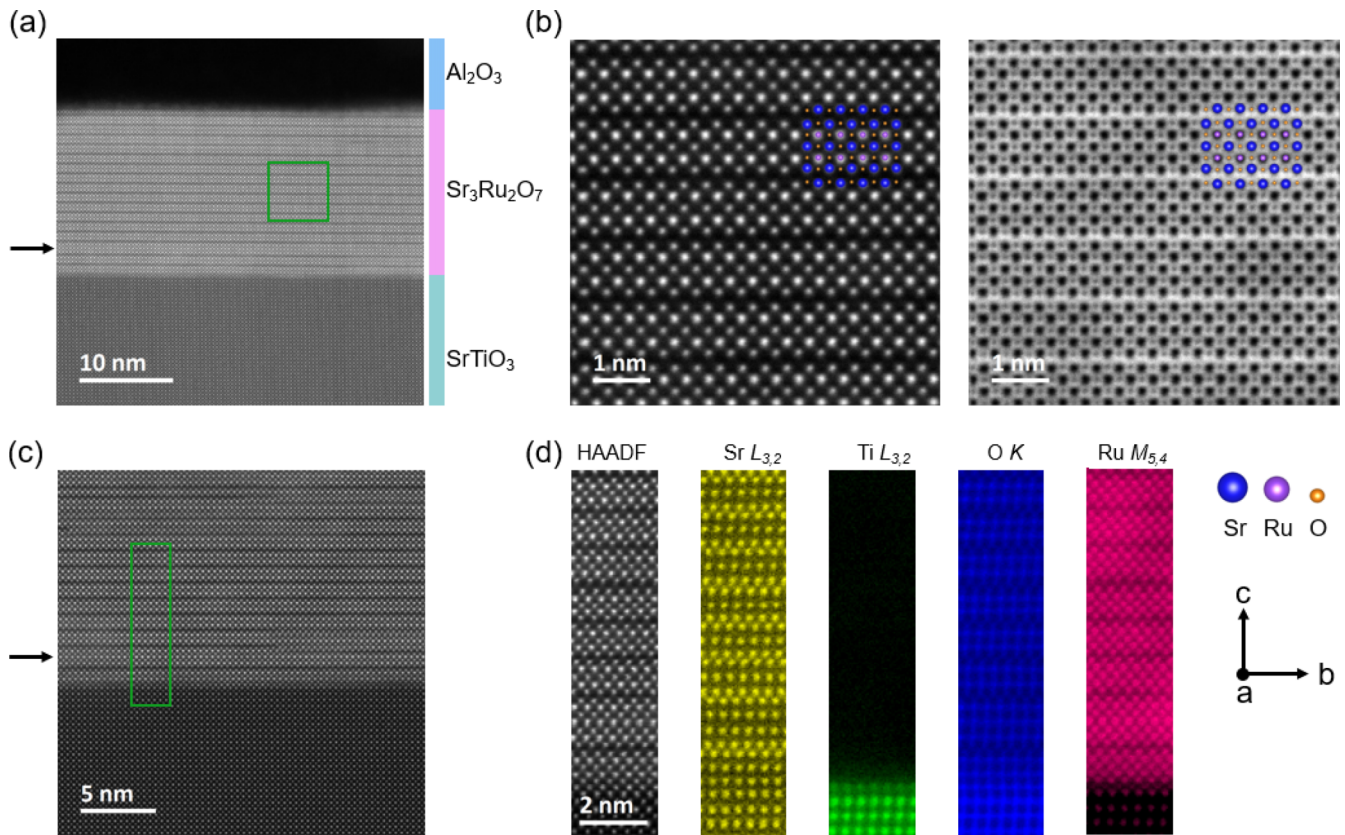 (a)
Al₂O₃
Sr₃Ru₂O₇
SrTiO₃
10 nm
(b)
1 nm
1 nm
(c)
5 nm
(d)
HAADF
Sr L₃,₂
Ti L₃,₂
O K
Ru M₅,₄
2 nm
Sr Ru O
c
b
a